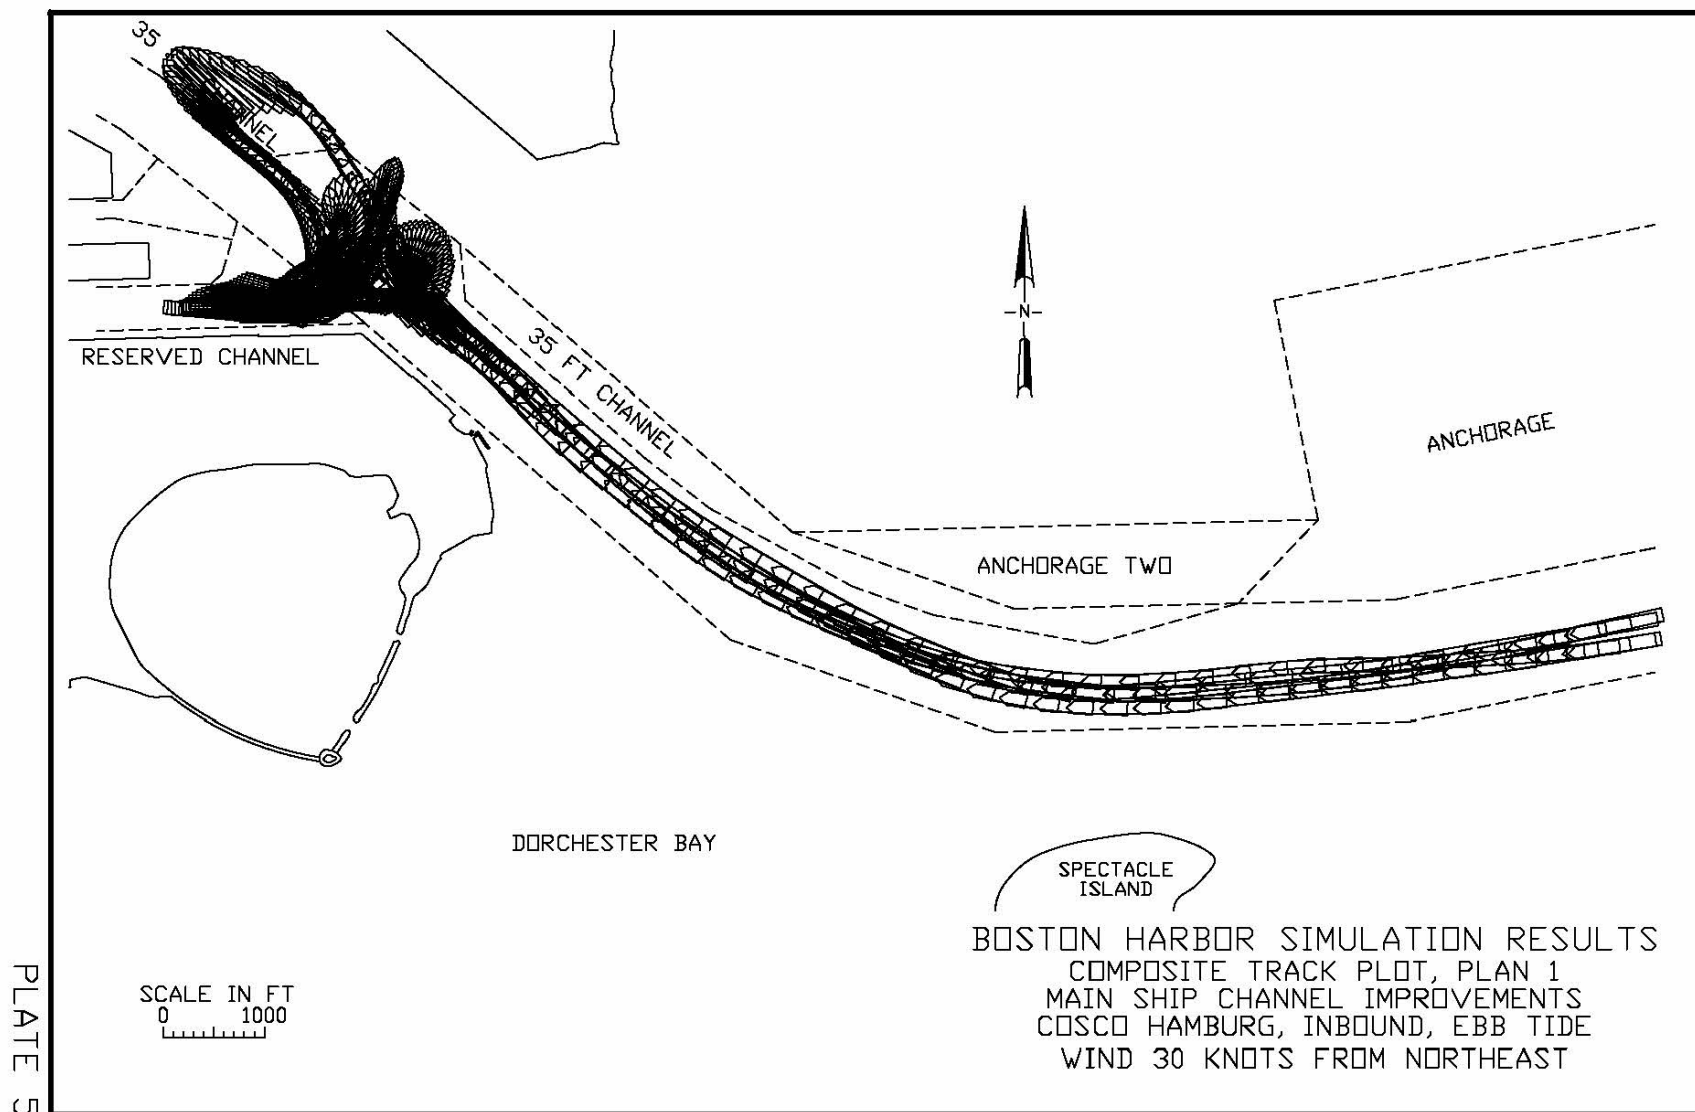 35
NNEL
RESERVED CHANNEL
35 FT CHANNEL
-N-
ANCHORAGE
ANCHORAGE TWO
DORCHESTER BAY
SPECTACLE
ISLAND
BOSTON HARBOR SIMULATION RESULTS
COMPOSITE TRACK PLOT, PLAN 1
MAIN SHIP CHANNEL IMPROVEMENTS
COSCO HAMBURG, INBOUND, EBB TIDE
WIND 30 KNOTS FROM NORTHEAST
SCALE IN FT
0 1000
PLATE 5